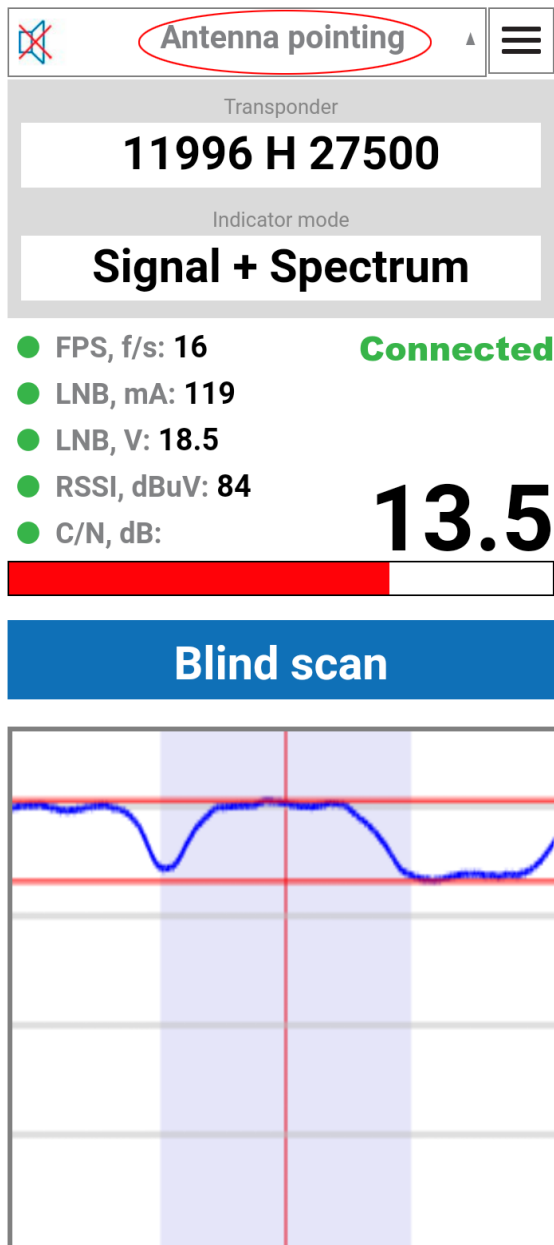 Antenna pointing
Transponder
11996 H 27500
Indicator mode
Signal + Spectrum
FPS, f/s: 16
Connected
LNB, mA: 119
LNB, V: 18.5
RSSI, dBuV: 84
C/N, dB: 13.5
Blind scan